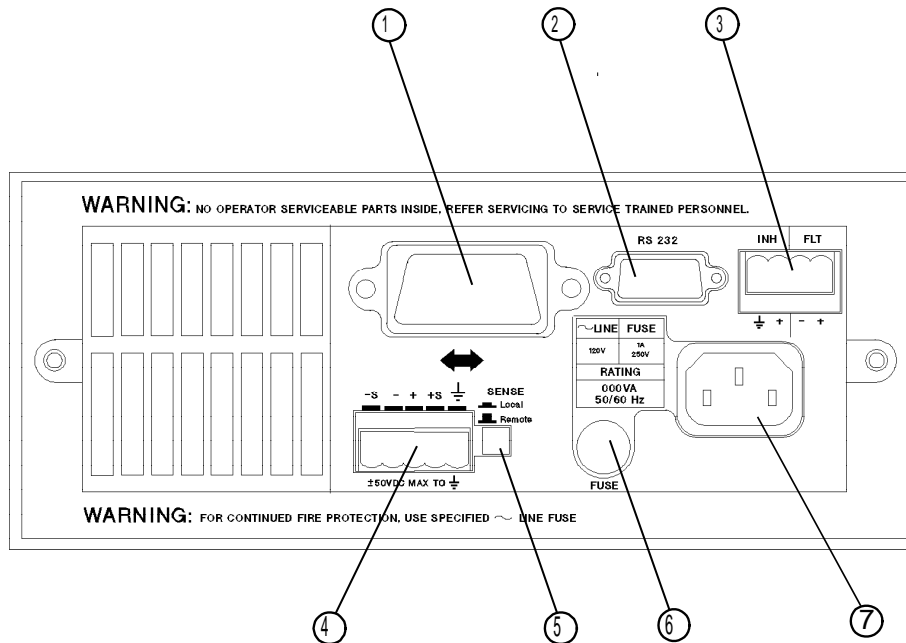 1 2 3
WARNING: NO OPERATOR SERVICEABLE PARTS INSIDE, REFER SERVICING TO SERVICE TRAINED PERSONNEL.
RS 232
INH FLT
+ - +
~LINE FUSE
120V 1A 250V
RATING
000VA
50/60 Hz
-S - + +S
SENSE
Local
Remote
±50VDC MAX TO
FUSE
WARNING: FOR CONTINUED FIRE PROTECTION, USE SPECIFIED ~ LINE FUSE
4 5 6 7